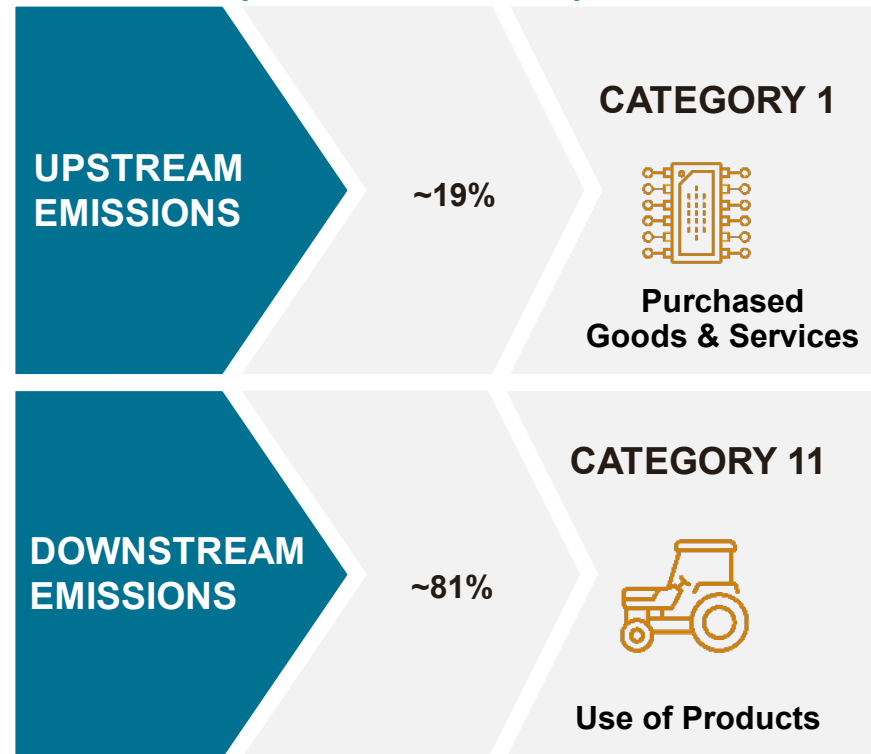 UPSTREAM
EMISSIONS
~19%
CATEGORY 1
Purchased
Goods & Services
DOWNSTREAM
EMISSIONS
~81%
CATEGORY 11
Use of Products